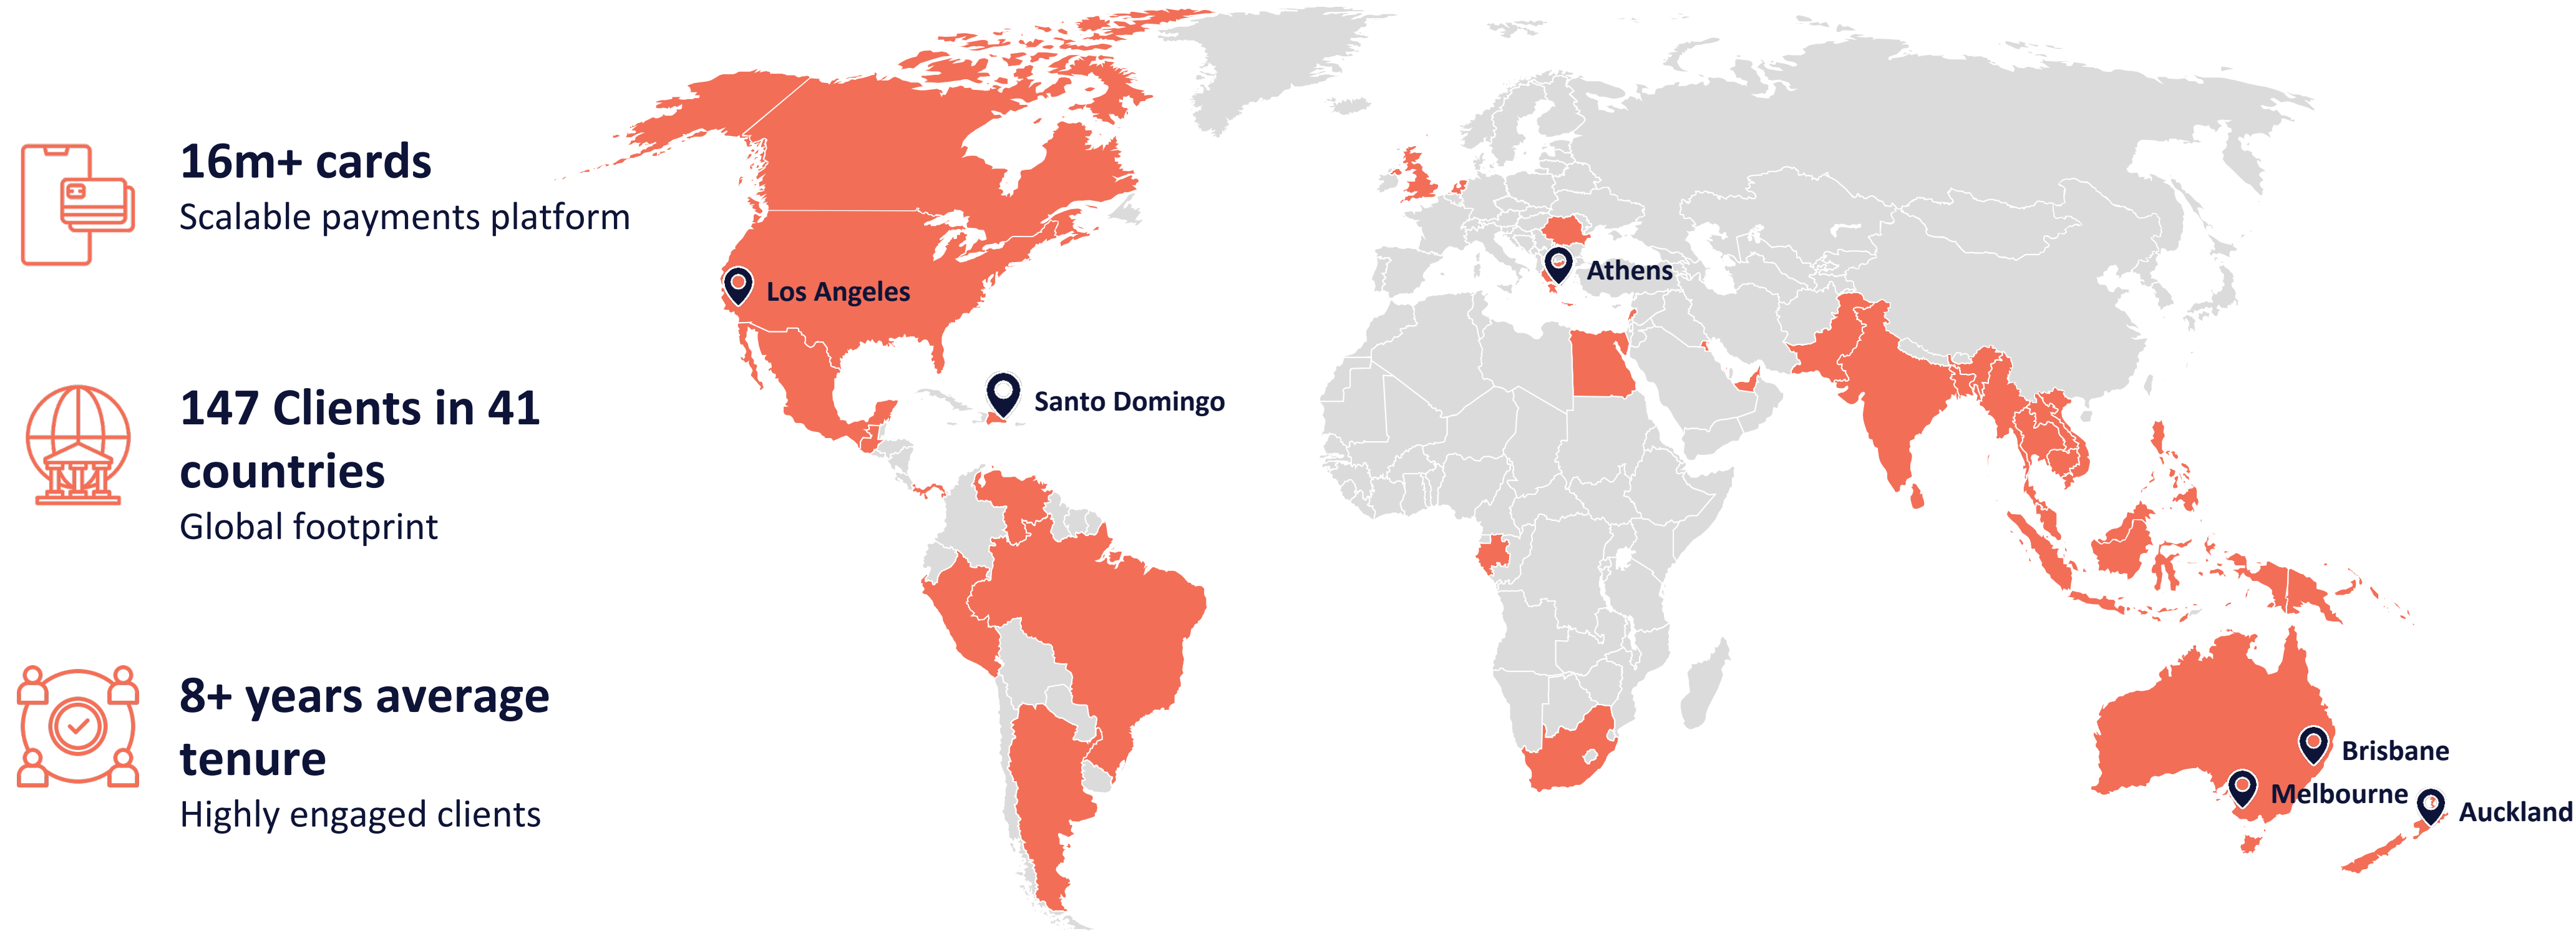 16m+ cards
Scalable payments platform
147 Clients in 41
countries
Global footprint
8+ years average
tenure
Highly engaged clients
Los Angeles
Santo Domingo
Athens
Brisbane
Melbourne
Auckland